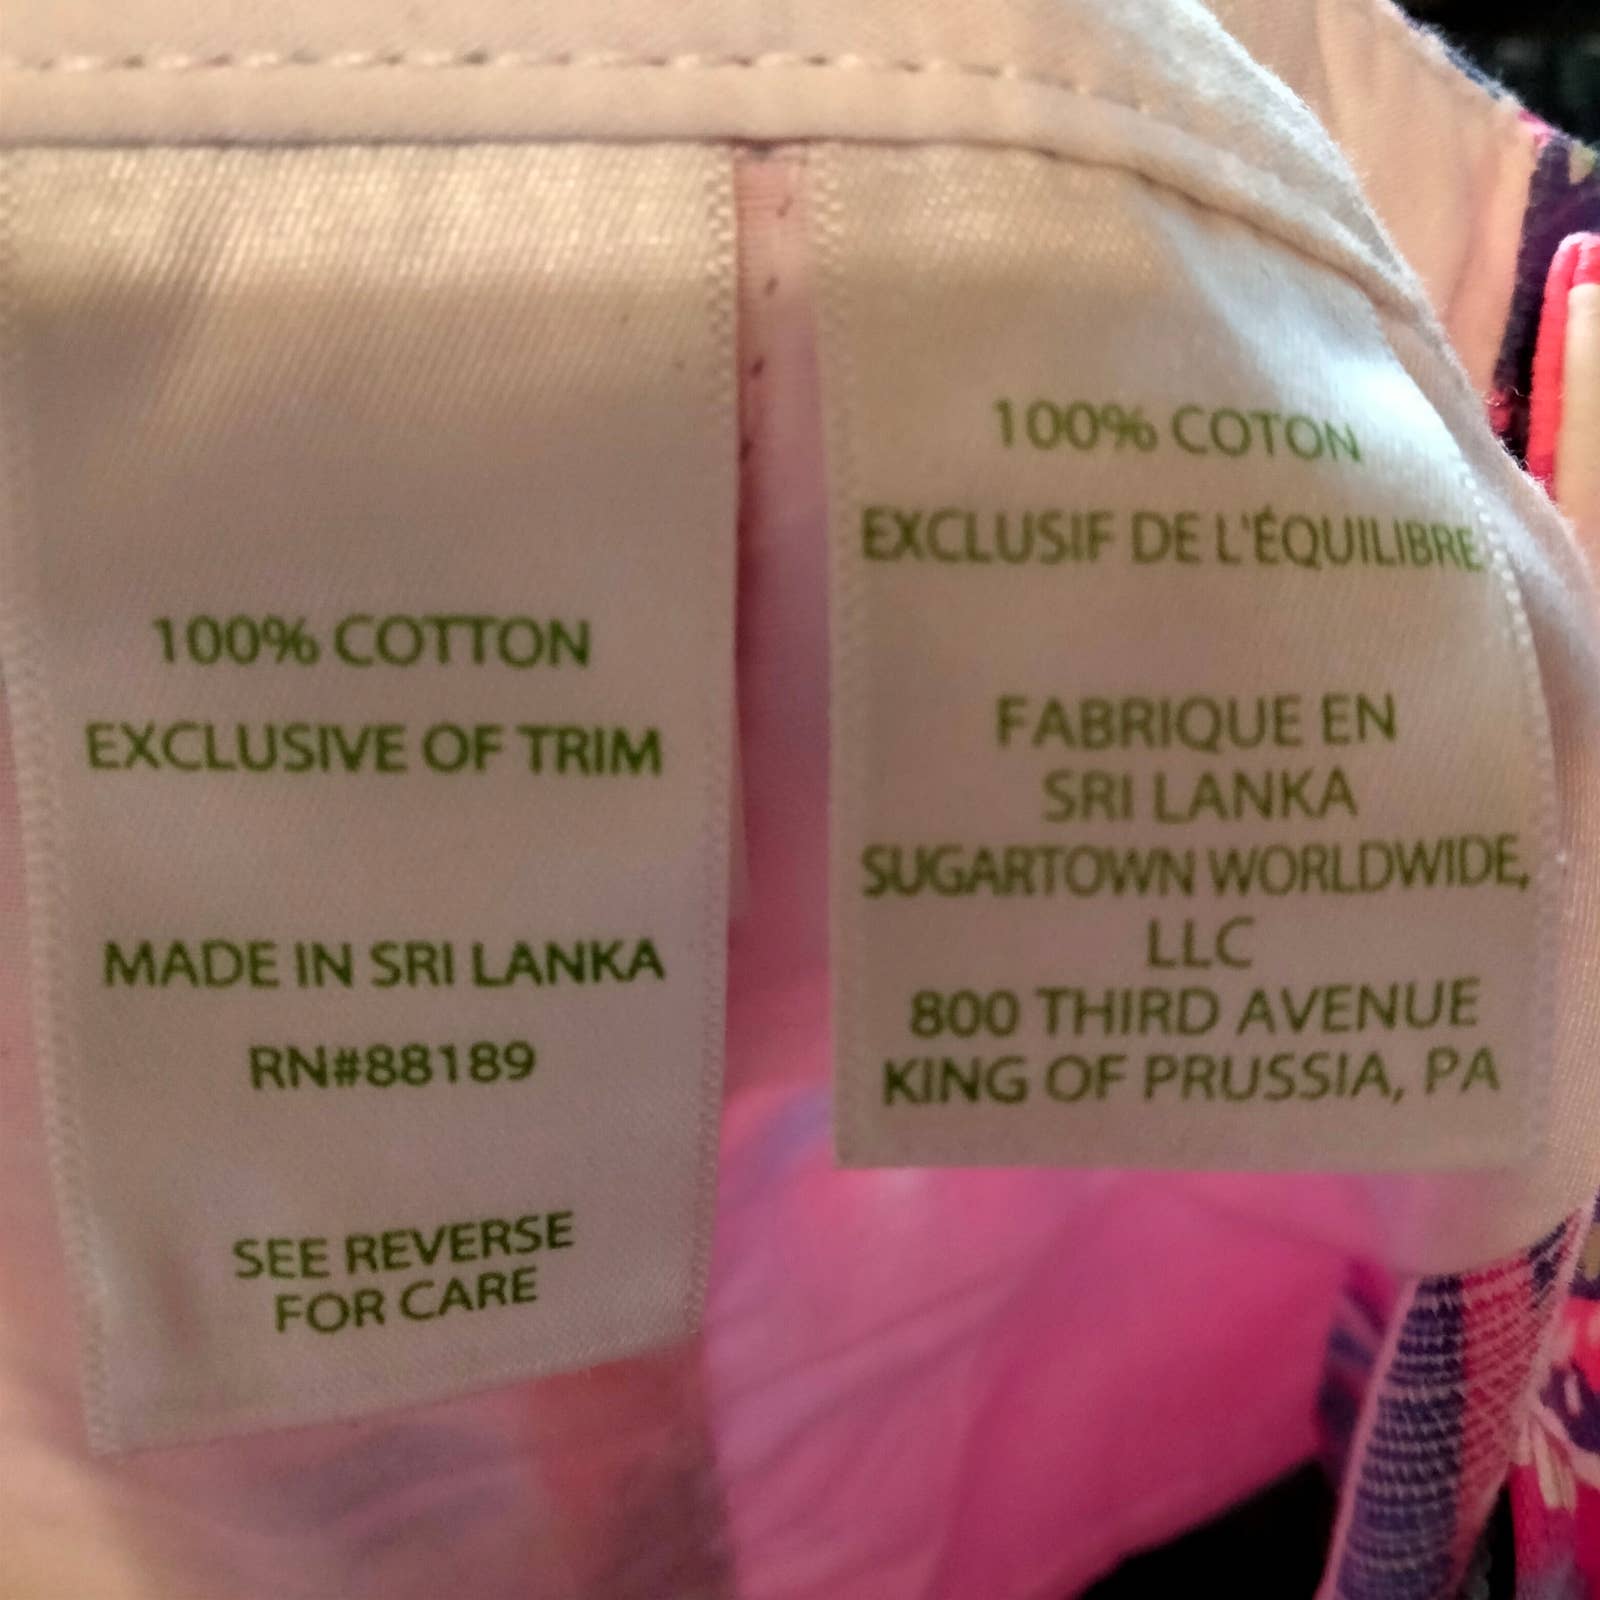 100% COTTON
EXCLUSIVE OF TRIM
MADE IN SRI LANKA
RN#88189
SEE REVERSE
FOR CARE
100% COTON
EXCLUSIF DE L'ÉQUILIBRE
FABRIQUE EN
SRI LANKA
SUGARTOWN WORLDWIDE,
LLC
800 THIRD AVENUE
KING OF PRUSSIA, PA